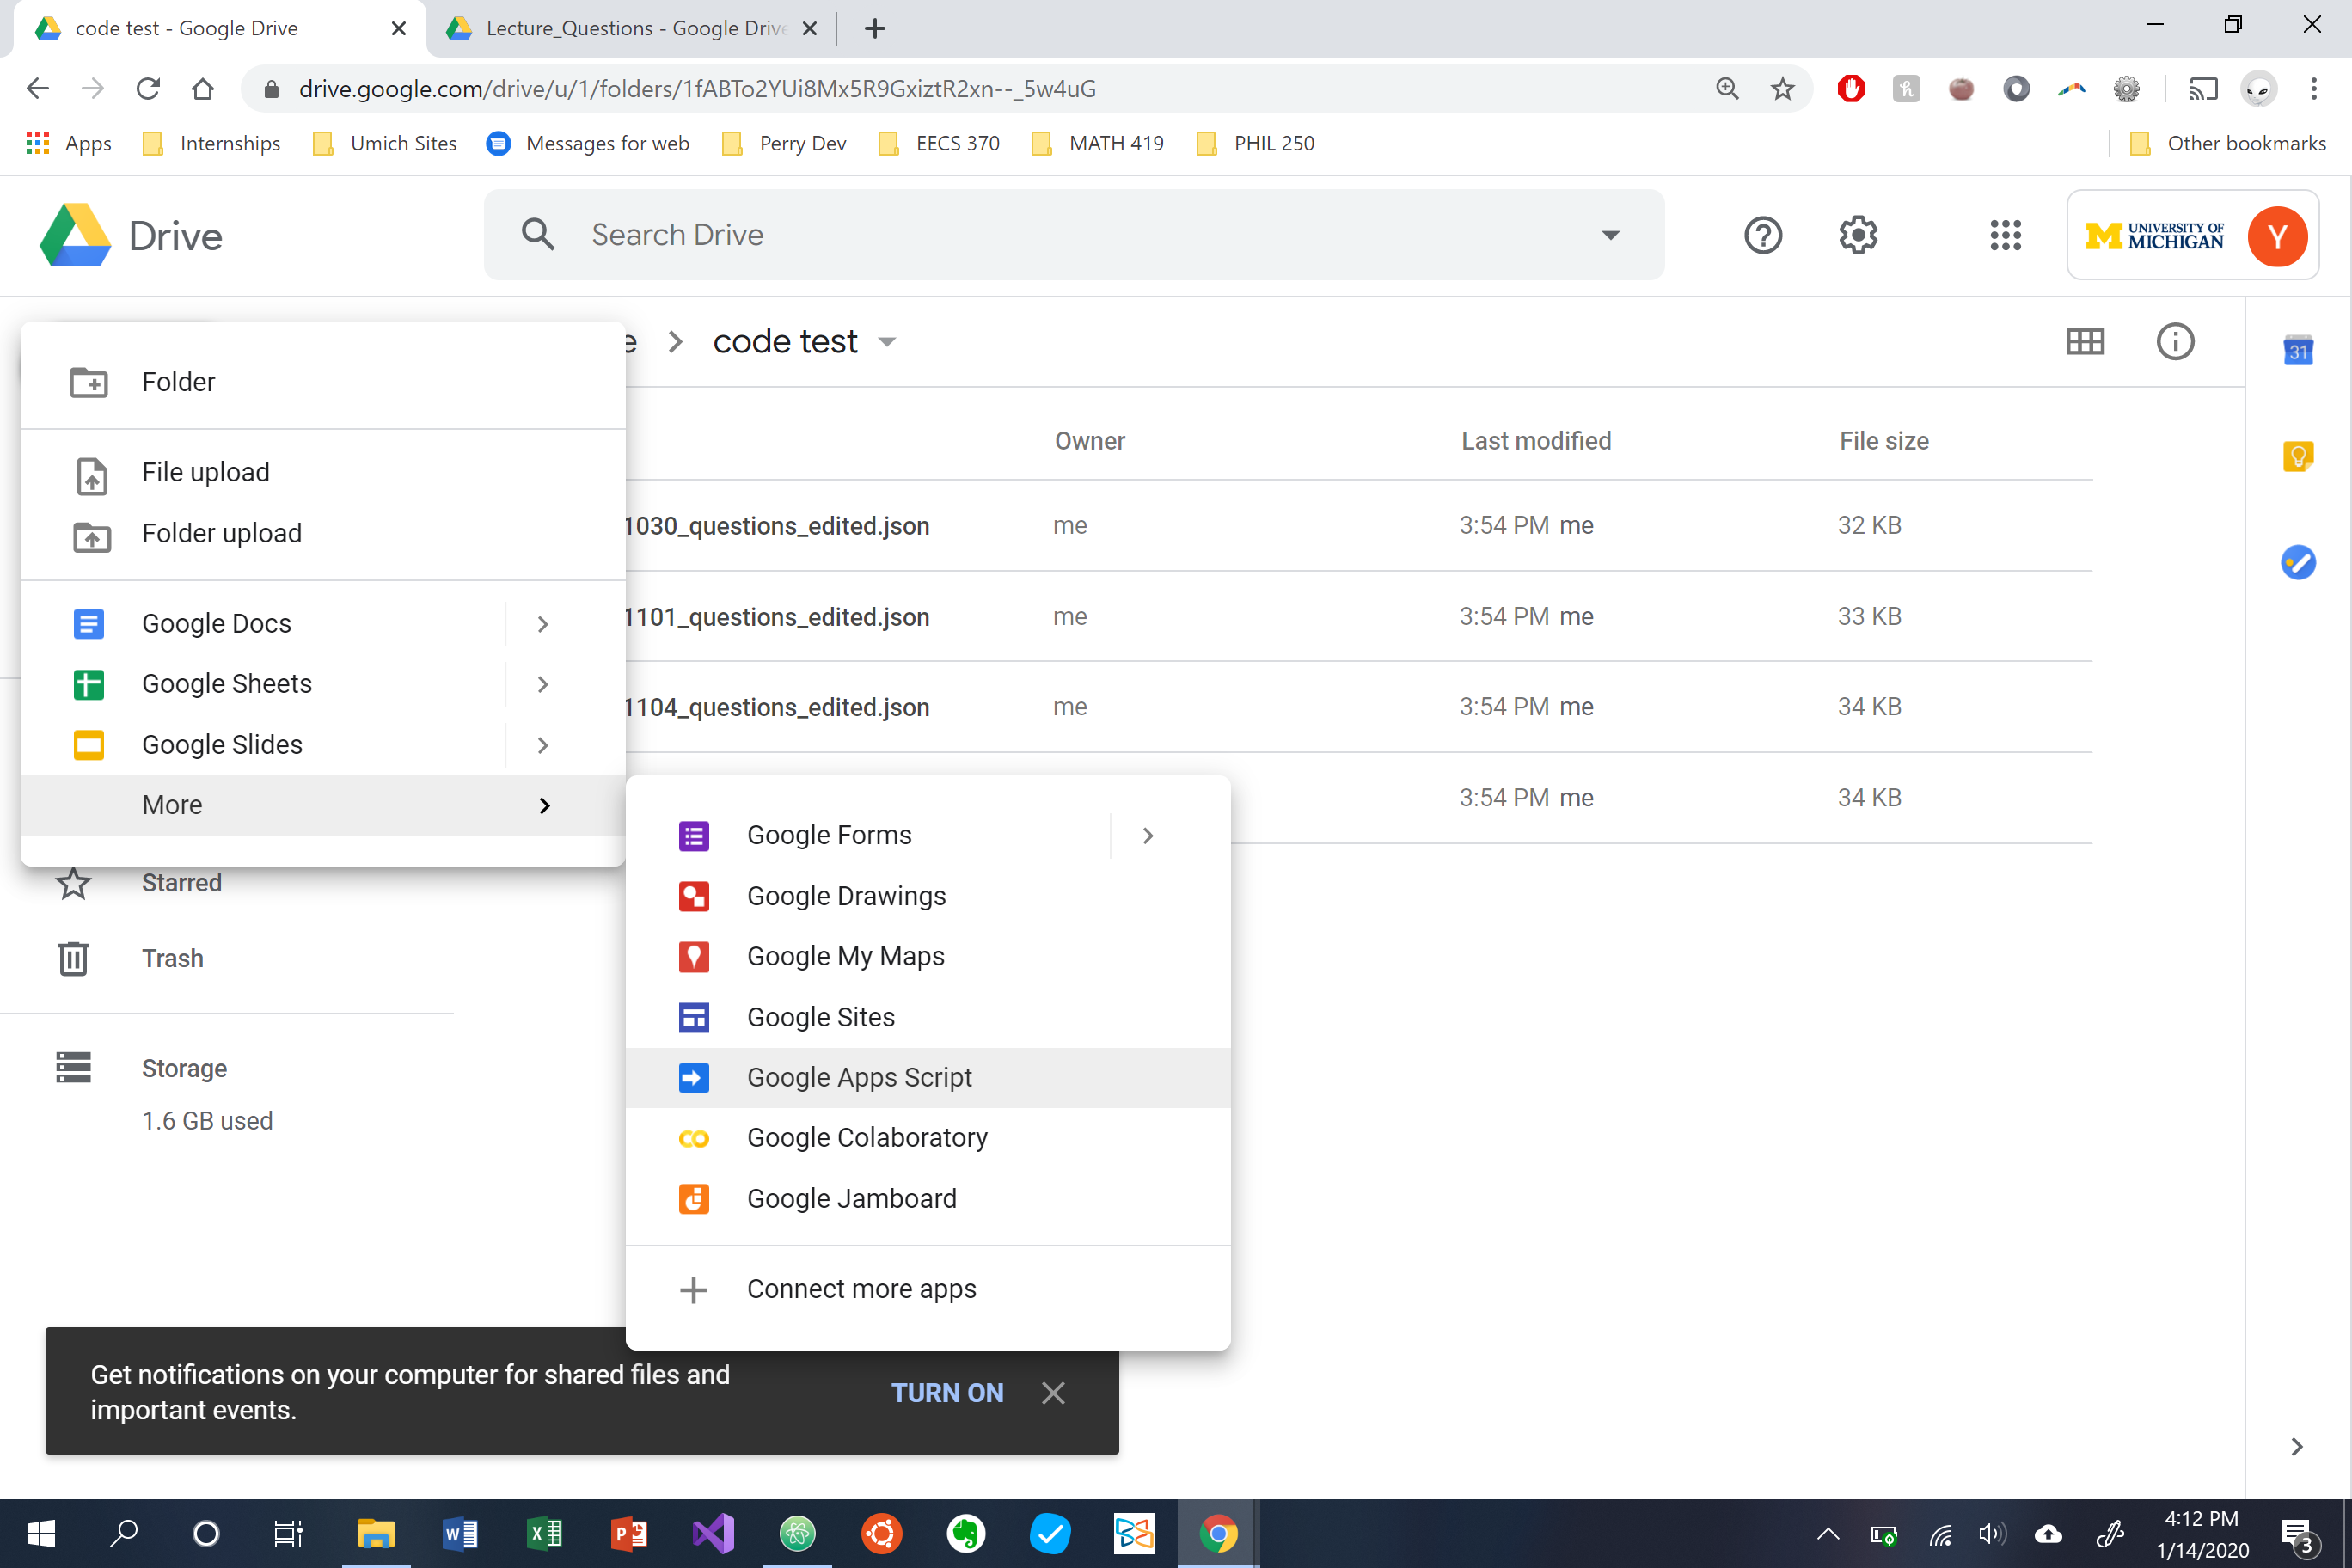 code test - Google Drive
Lecture_Questions - Google Drive
drive.google.com/drive/u/1/folders/1fABTo2YUi8Mx5R9GxiztR2xn--_5w4uG
Apps
Internships
Umich Sites
Messages for web
Perry Dev
EECS 370
MATH 419
PHIL 250
Other bookmarks
Drive
Search Drive
UNIVERSITY OF
MICHIGAN
Y
code test
Folder
File upload
Folder upload
Google Docs
Google Sheets
Google Slides
More
Owner
Last modified
File size
1030_questions_edited.json
me
3:54 PM me
32 KB
1101_questions_edited.json
me
3:54 PM me
33 KB
1104_questions_edited.json
me
3:54 PM me
34 KB
3:54 PM me
34 KB
31
Google Forms
Google Drawings
Google My Maps
Google Sites
Google Apps Script
Google Colaboratory
Google Jamboard
Connect more apps
Starred
Trash
Storage
1.6 GB used
Get notifications on your computer for shared files and
important events.
TURN ON
4:12 PM
1/14/2020
3